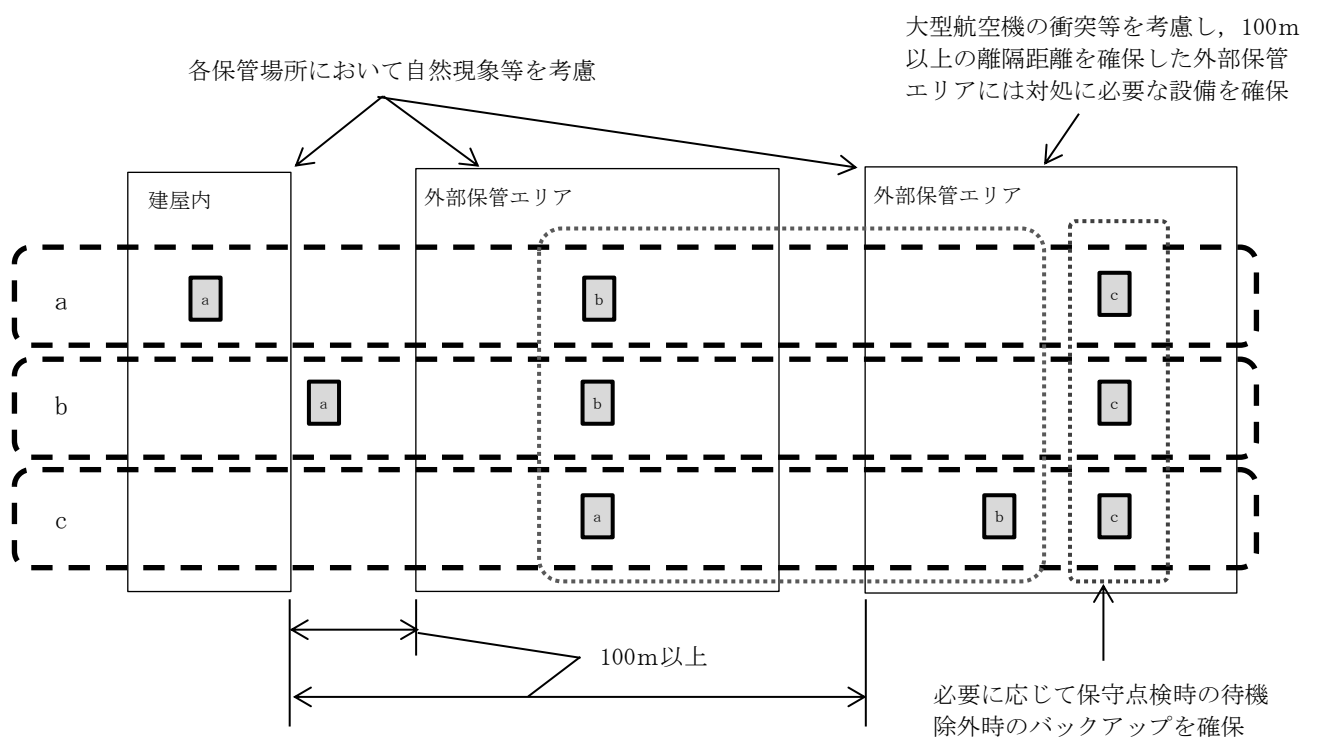 大型航空機の衝突等を考慮し，100m
以上の離隔距離を確保した外部保管
エリアには対処に必要な設備を確保
各保管場所において自然現象等を考慮
建屋内
外部保管エリア
外部保管エリア
a
a
b
c
b
a
b
c
c
a
b
c
100m以上
必要に応じて保守点検時の待機
除外時のバックアップを確保